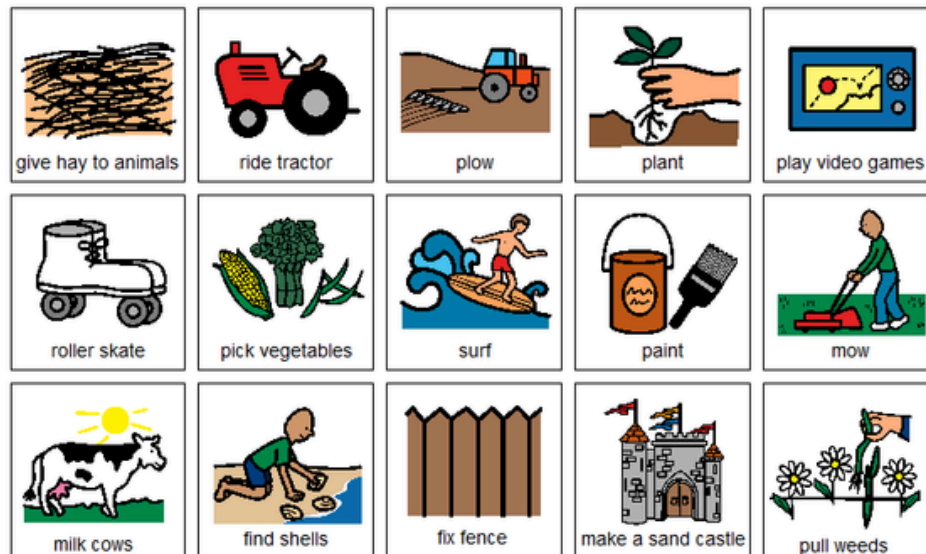 give hay to animals
ride tractor
plow
plant
play video games
roller skate
pick vegetables
surf
paint
mow
milk cows
find shells
fix fence
make a sand castle
pull weeds